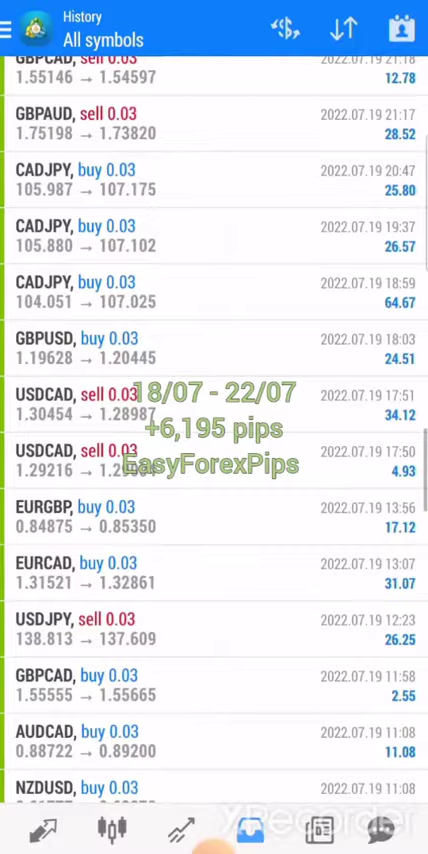 History
All symbols
GBPCAD, sell 0.03 2022.07.19 21:18
1.55146 → 1.54597 12.78
GBPAUD, sell 0.03 2022.07.19 21:17
1.75198 → 1.73820 28.52
CADJPY, buy 0.03 2022.07.19 20:47
105.987 → 107.175 25.80
CADJPY, buy 0.03 2022.07.19 19:37
105.880 → 107.102 26.57
CADJPY, buy 0.03 2022.07.19 18:59
104.051 → 107.025 64.67
GBPUSD, buy 0.03 2022.07.19 18:03
1.19628 → 1.20445 24.51
USDCAD, sell 0.03 2022.07.19 17:51
18/07 - 22/07
1.30454 → 1.28987 34.12
+6,195 pips
USDCAD, sell 0.03 2022.07.19 17:50
EasyForexPips
1.29216 → 4.93
EURGBP, buy 0.03 2022.07.19 13:56
0.84875 → 0.85350 17.12
EURCAD, buy 0.03 2022.07.19 13:07
1.31521 → 1.32861 31.07
USDJPY, sell 0.03 2022.07.19 12:23
138.813 → 137.609 26.25
GBPCAD, buy 0.03 2022.07.19 11:58
1.55555 → 1.55665 2.55
AUDCAD, buy 0.03 2022.07.19 11:08
0.88722 → 0.89200 11.08
NZDUSD, buy 0.03 2022.07.19 11:08
XRecorder